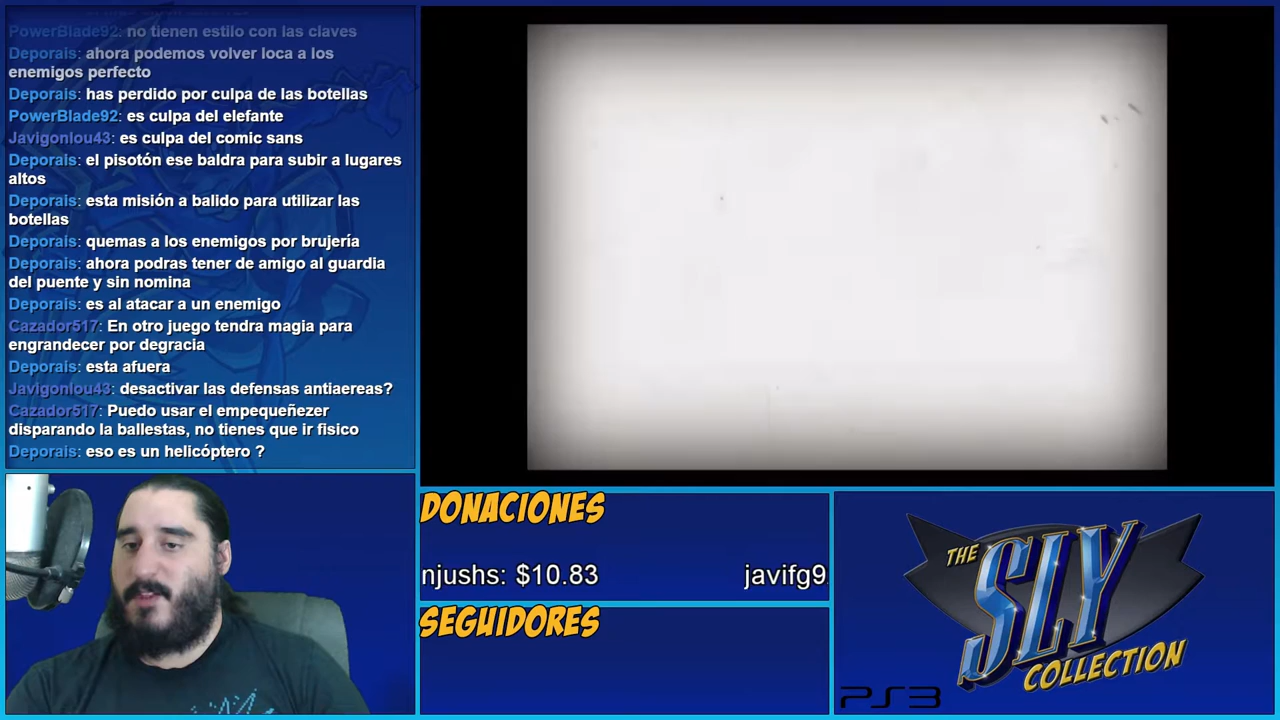 PowerBlade92: no tienen estilo con las claves
Deporais: ahora podemos volver loca a los
enemigos perfecto
Deporais: has perdido por culpa de las botellas
PowerBlade92: es culpa del elefante
Javigonlou43: es culpa del comic sans
Deporais: el pisotón ese baldra para subir a lugares
altos
Deporais: esta misión a balido para utilizar las
botellas
Deporais: quemas a los enemigos por brujería
Deporais: ahora podras tener de amigo al guardia
del puente y sin nomina
Deporais: es al atacar a un enemigo
Cazador517: En otro juego tendra magia para
engrandecer por degracia
Deporais: esta afuera
Javigonlou43: desactivar las defensas antiaereas?
Cazador517: Puedo usar el empequeñezer
disparando la ballestas, no tienes que ir fisico
Deporais: eso es un helicóptero ?
DONACIONES
njushs: $10.83 javifg9
SEGUIDORES
THE
SLY
COLLECTION
PS3